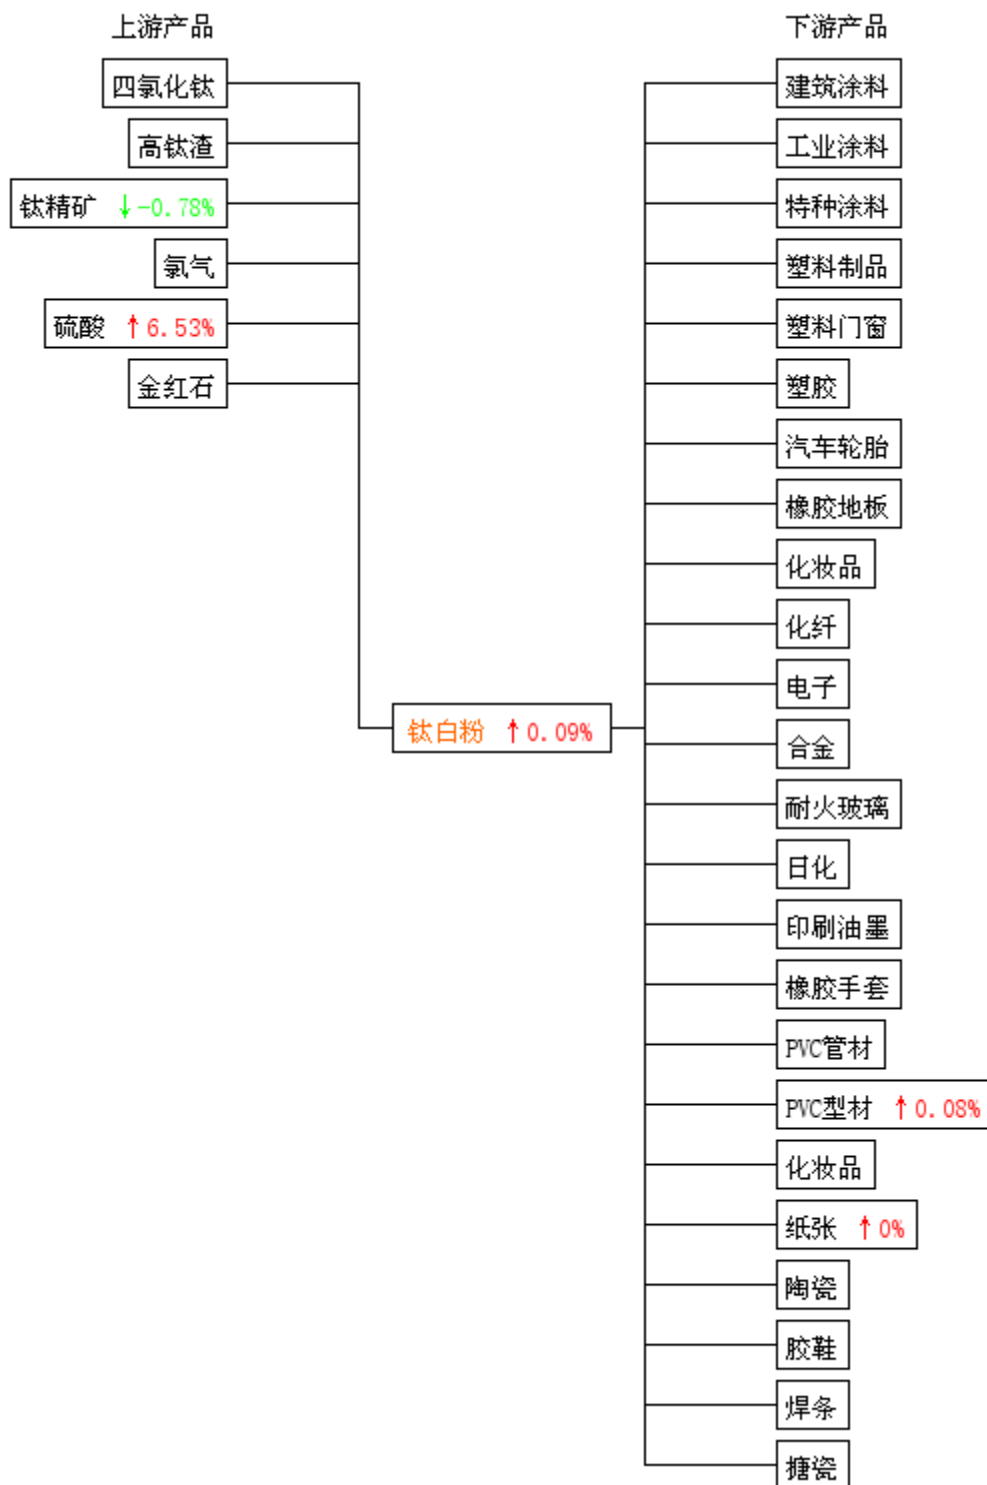 上游产品
四氯化钛
高钛渣
钛精矿 ↓-0.78%
氯气
硫酸 ↑6.53%
金红石
钛白粉 ↑0.09%
下游产品
建筑涂料
工业涂料
特种涂料
塑料制品
塑料门窗
塑胶
汽车轮胎
橡胶地板
化妆品
化纤
电子
合金
耐火玻璃
日化
印刷油墨
橡胶手套
PVC管材
PVC型材 ↑0.08%
化妆品
纸张 ↑0%
陶瓷
胶鞋
焊条
搪瓷